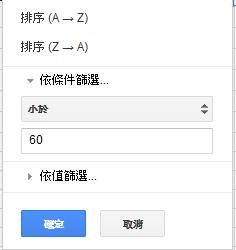 排序 (A → Z)
排序 (Z → A)
依條件篩選...
小於
60
依值篩選...
確定 取消